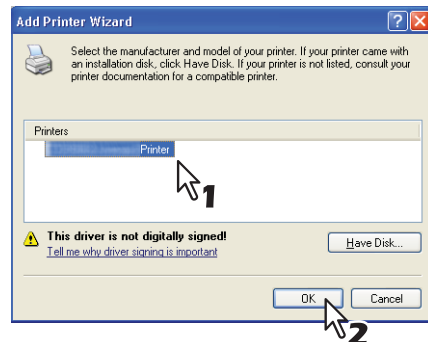 Add Printer Wizard
Select the manufacturer and model of your printer. If your printer came with
an installation disk, click Have Disk. If your printer is not listed, consult your
printer documentation for a compatible printer.
Printers
Printer
1
This driver is not digitally signed!
Tell me why driver signing is important
Have Disk...
OK
Cancel
2